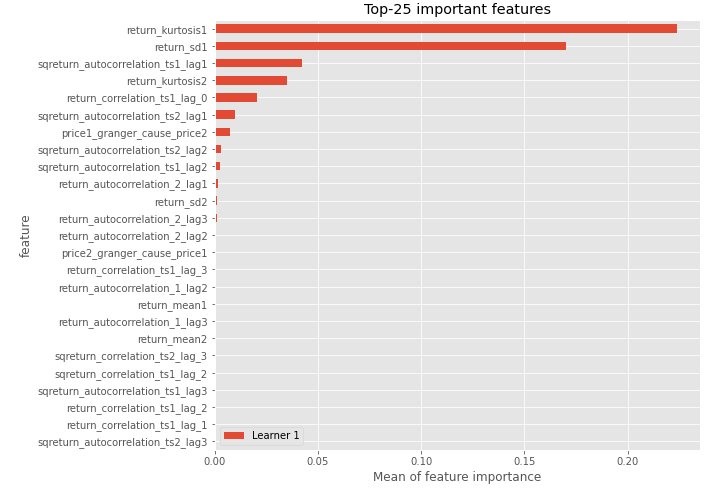 Top-25 important features
return_kurtosis1
return_sd1
sqreturn_autocorrelation_ts1_lag1
return_kurtosis2
return_correlation_ts1_lag_0
sqreturn_autocorrelation_ts2_lag1
price1_granger_cause_price2
sqreturn_autocorrelation_ts2_lag2
sqreturn_autocorrelation_ts1_lag2
return_autocorrelation_2_lag1
return_sd2
return_autocorrelation_2_lag3
return_autocorrelation_2_lag2
price2_granger_cause_price1
return_correlation_ts1_lag_3
return_autocorrelation_1_lag2
return_mean1
return_autocorrelation_1_lag3
return_mean2
sqreturn_correlation_ts2_lag_3
sqreturn_correlation_ts1_lag_2
sqreturn_autocorrelation_ts1_lag3
return_correlation_ts1_lag_2
return_correlation_ts1_lag_1
sqreturn_autocorrelation_ts2_lag3
feature
Learner 1
0.00 0.05 0.10 0.15 0.20
Mean of feature importance